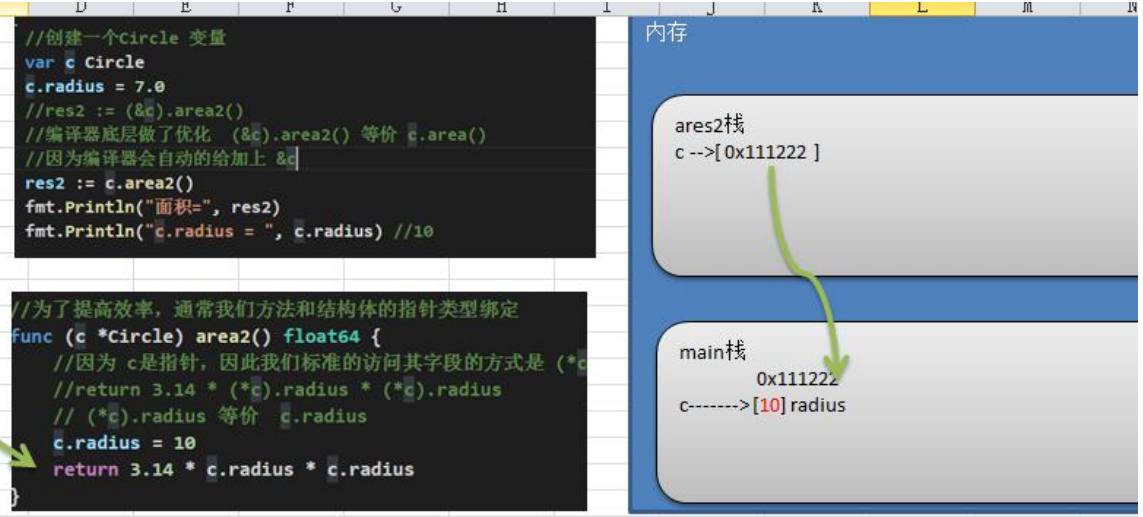 D E F G H I J K L M N
//创建一个Circle 变量
var c Circle
c.radius = 7.0
//res2 := (&c).area2()
//编译器底层做了优化 (&c).area2() 等价 c.area()
//因为编译器会自动的给加上 &c
res2 := c.area2()
fmt.Println("面积=", res2)
fmt.Println("c.radius = ", c.radius) //10
//为了提高效率，通常我们方法和结构体的指针类型绑定
func (c *Circle) area2() float64 {
//因为 c是指针，因此我们标准的访问其字段的方式是 (*c
//return 3.14 * (*c).radius * (*c).radius
// (*c).radius 等价 c.radius
c.radius = 10
return 3.14 * c.radius * c.radius
}
内存
ares2栈
c -->[ 0x111222 ]
main栈
0x111222
c------->[10] radius